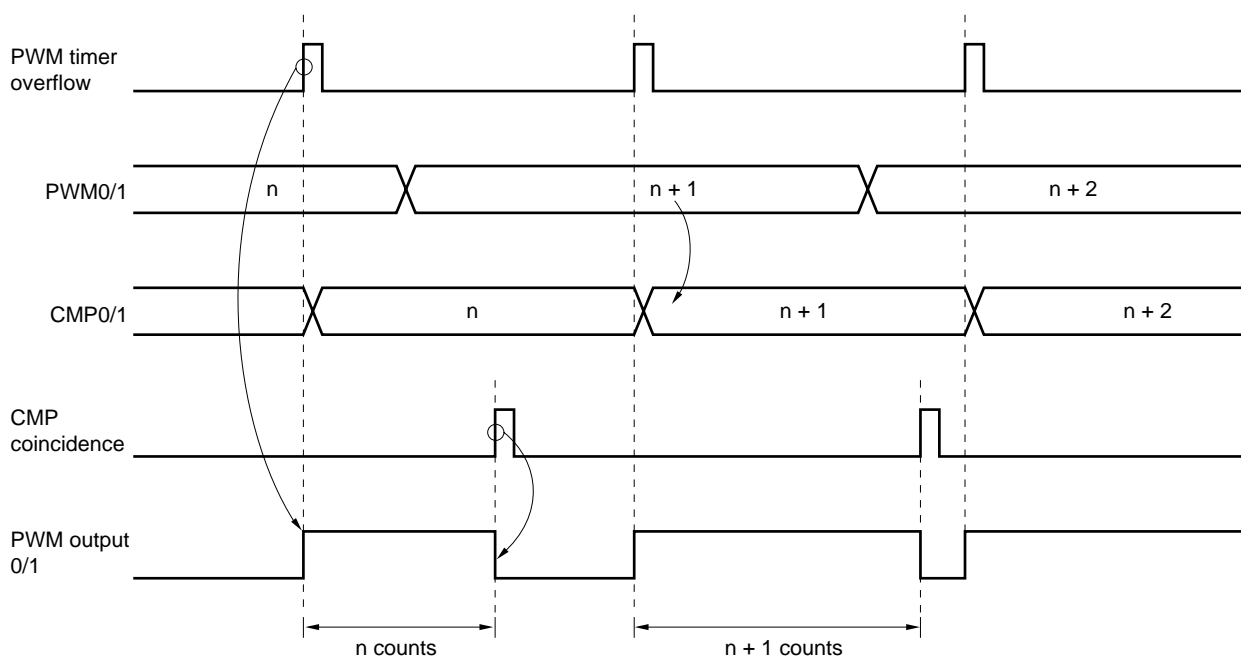 PWM timer
overflow
PWM0/1
n
n + 1
n + 2
CMP0/1
n
n + 1
n + 2
CMP
coincidence
PWM output
0/1
n counts
n + 1 counts